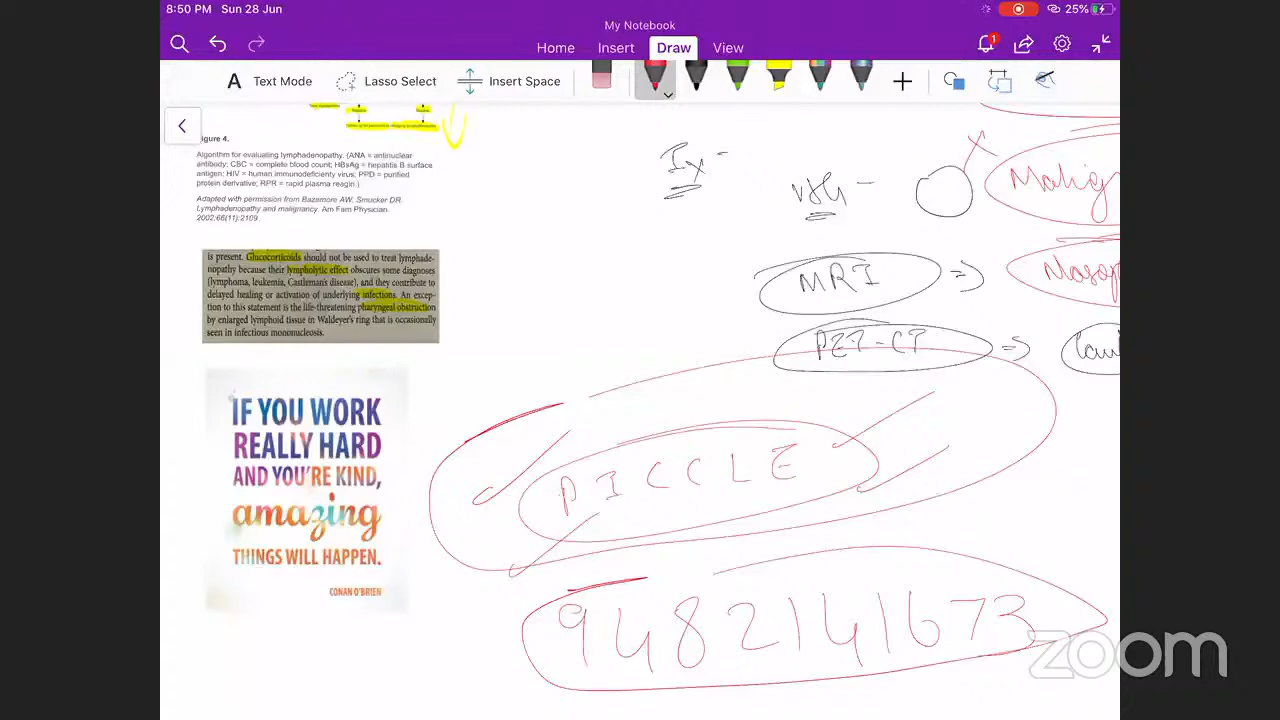 8:50 PM Sun 28 Jun
25%
My Notebook
Home Insert Draw View
1
Text Mode Lasso Select Insert Space
Figure 4.
Algorithm for evaluating lymphadenopathy. (ANA = antinuclear
antibody; CBC = complete blood count; HBsAg = hepatitis B surface
antigen; HIV = human immunodeficiency virus; PPD = purified
protein derivative; RPR = rapid plasma reagin.)
Adapted with permission from Bazemore AW, Smucker DR.
Lymphadenopathy and malignancy. Am Fam Physician.
2002;66(11):2109.
is present. Glucocorticoids should not be used to treat lymphade-
nopathy because their lympholytic effect obscures some diagnoses
(lymphoma, leukemia, Castleman's disease), and they contribute to
delayed healing or activation of underlying infections. An excep-
tion to this statement is the life-threatening pharyngeal obstruction
by enlarged lymphoid tissue in Waldeyer's ring that is occasionally
seen in infectious mononucleosis.
IF YOU WORK
REALLY HARD
AND YOU'RE KIND,
amazing
THINGS WILL HAPPEN.
CONAN O'BRIEN
Ix -
USG - Malig
MRI => Nasop
PET-CT =>
PICCLE
9482141673
zoom